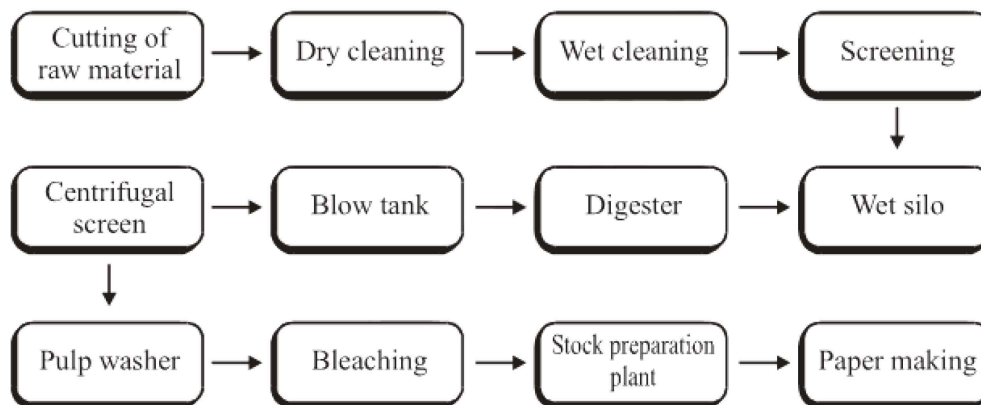 Cutting of
raw material
Dry cleaning
Wet cleaning
Screening
Centrifugal
screen
Blow tank
Digester
Wet silo
Pulp washer
Bleaching
Stock preparation
plant
Paper making